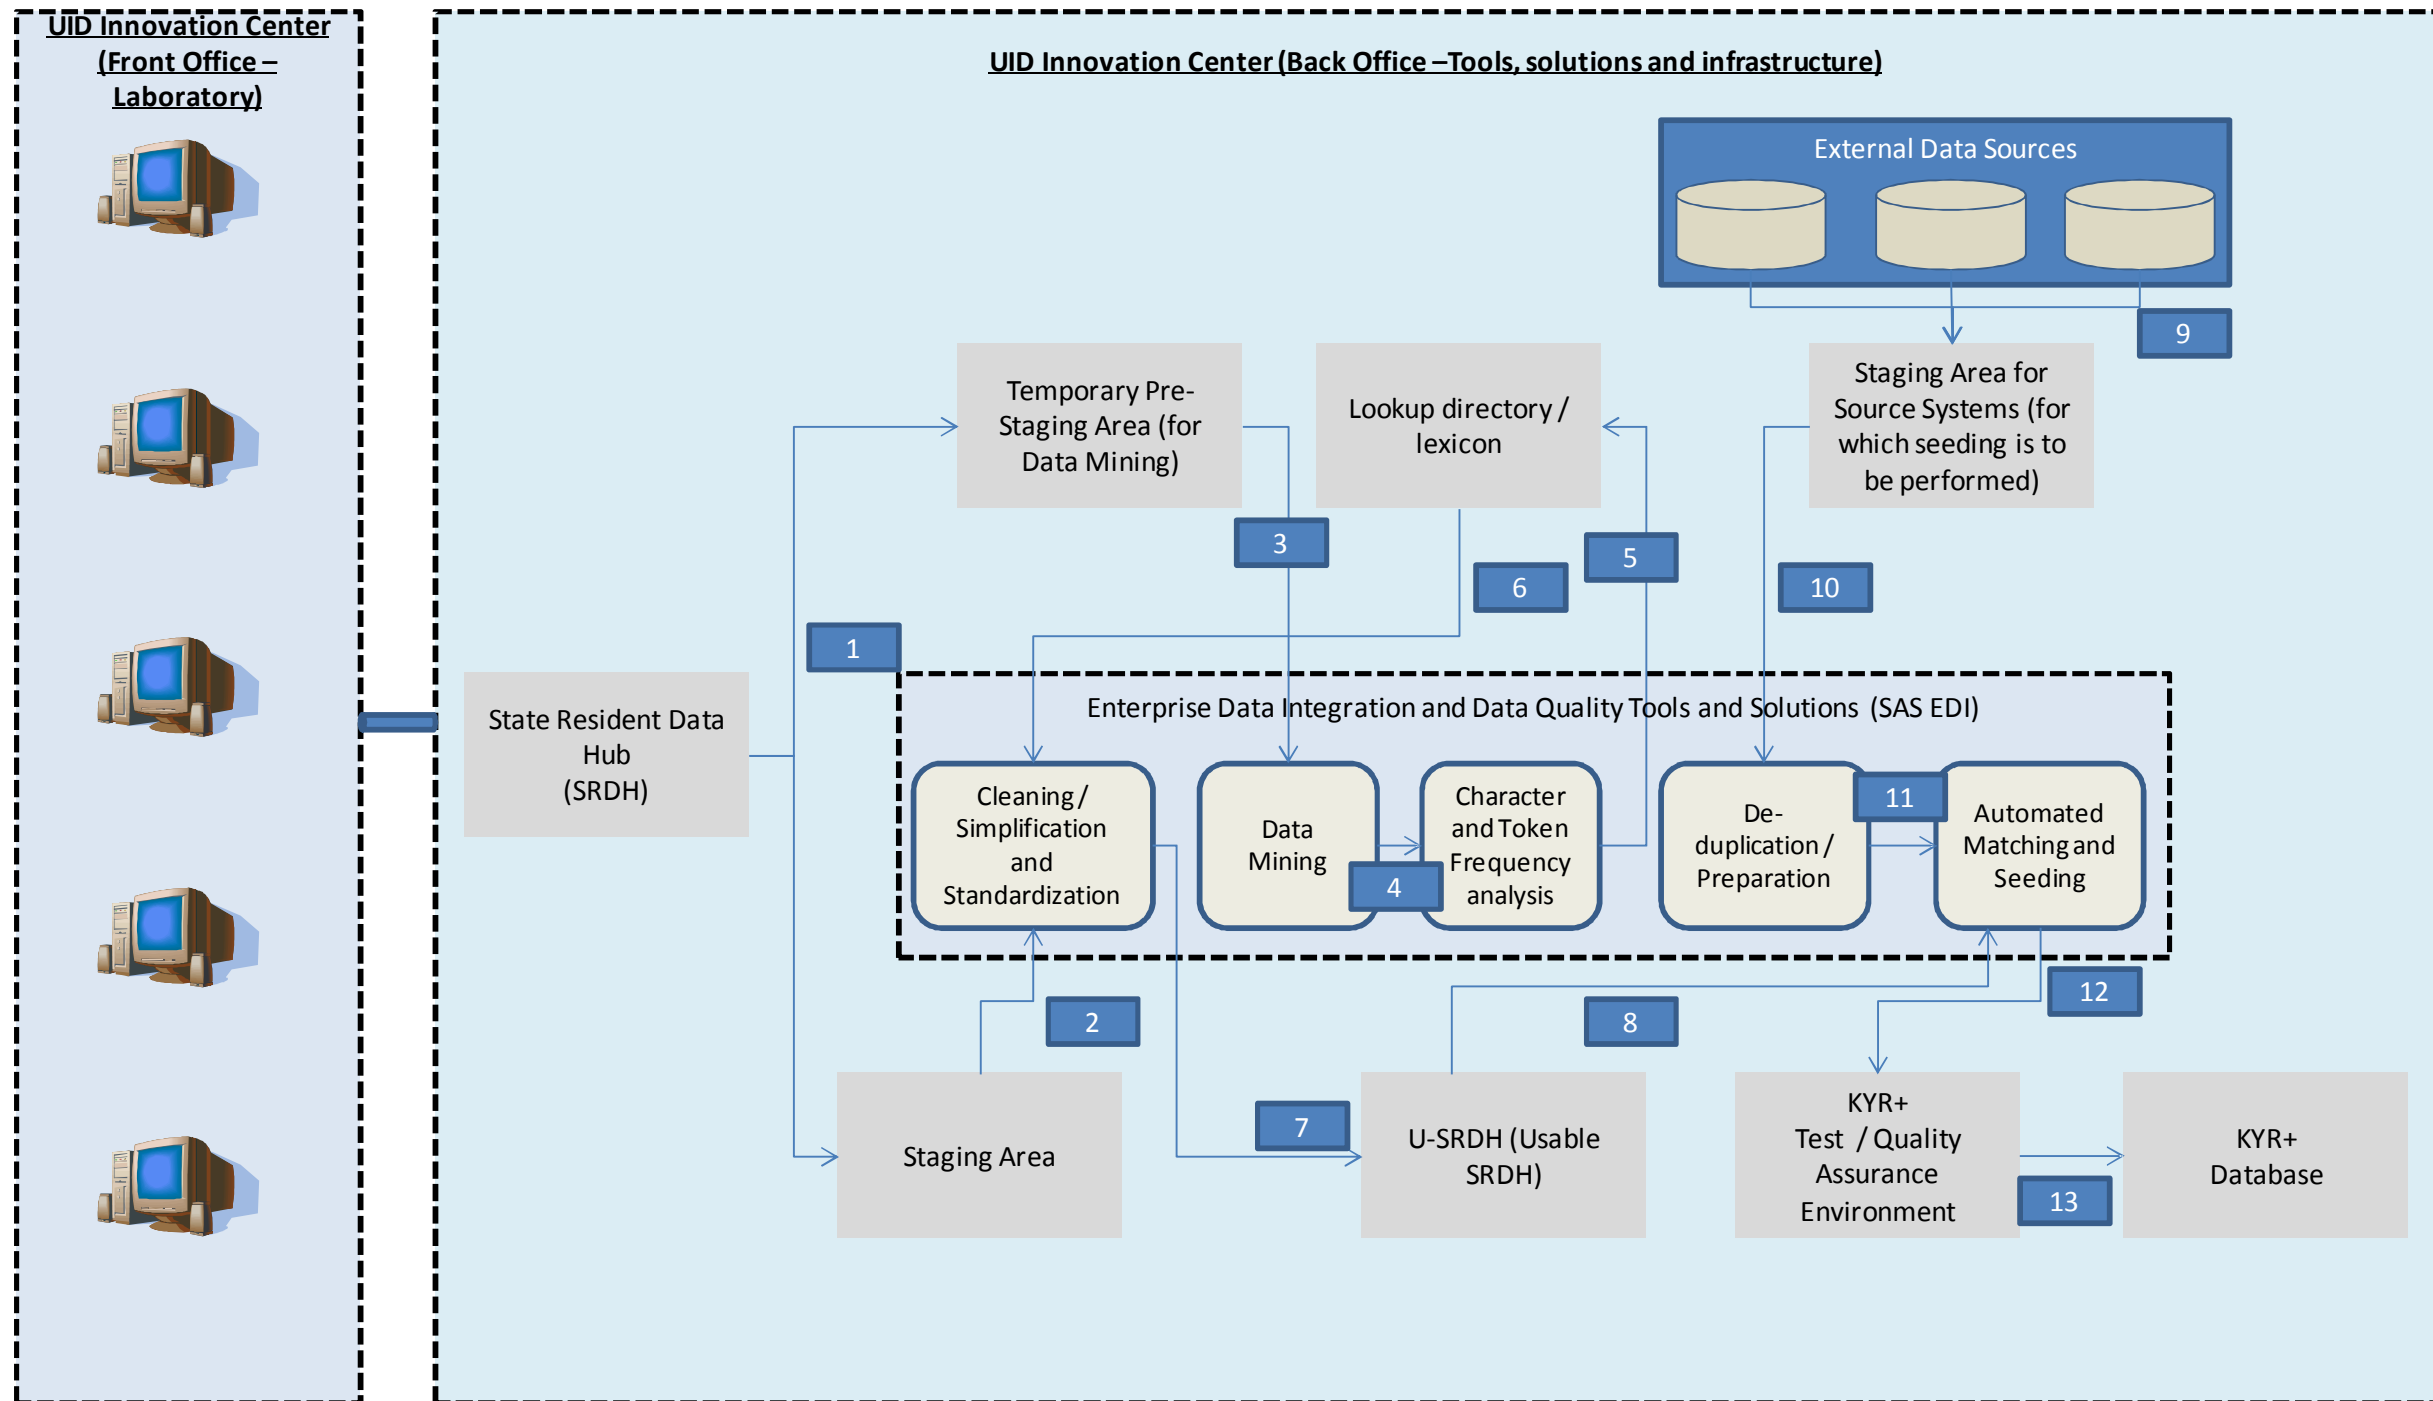 UID Innovation Center
(Front Office –
Laboratory)
UID Innovation Center (Back Office –Tools, solutions and infrastructure)
External Data Sources
9
Temporary Pre-
Staging Area (for
Data Mining)
Lookup directory /
lexicon
Staging Area for
Source Systems (for
which seeding is to
be performed)
3
5
6
10
1
State Resident Data
Hub
(SRDH)
Enterprise Data Integration and Data Quality Tools and Solutions (SAS EDI)
Cleaning /
Simplification
and
Standardization
Data
Mining
4
Character
and Token
Frequency
analysis
De-
duplication /
Preparation
11
Automated
Matching and
Seeding
2
8
12
Staging Area
7
U-SRDH (Usable
SRDH)
KYR+
Test / Quality
Assurance
Environment
13
KYR+
Database